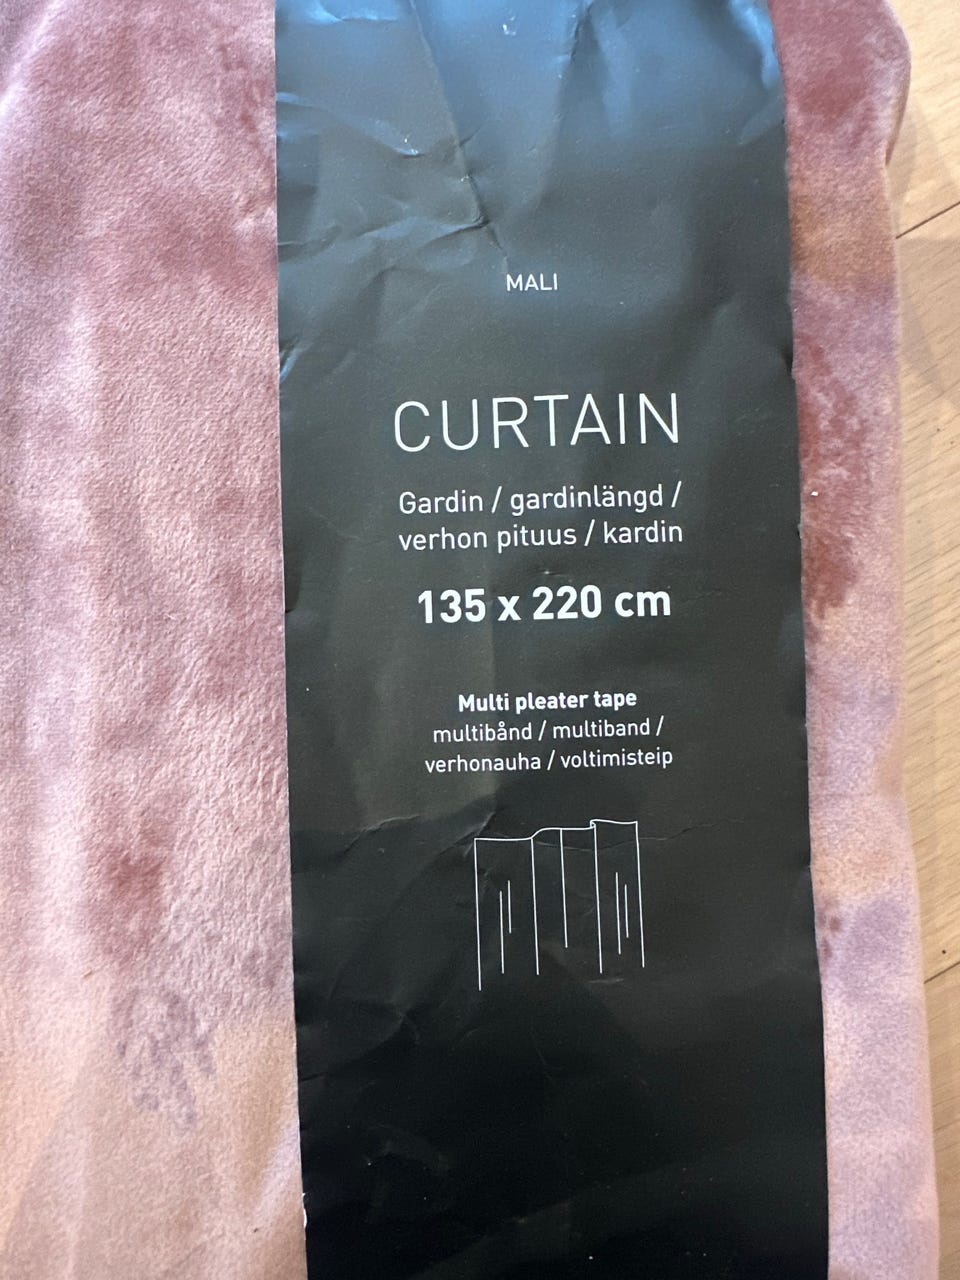 MALI
CURTAIN
Gardin / gardinlängd /
verhon pituus / kardin
135 x 220 cm
Multi pleater tape
multibånd / multiband /
verhonauha / voltimisteip